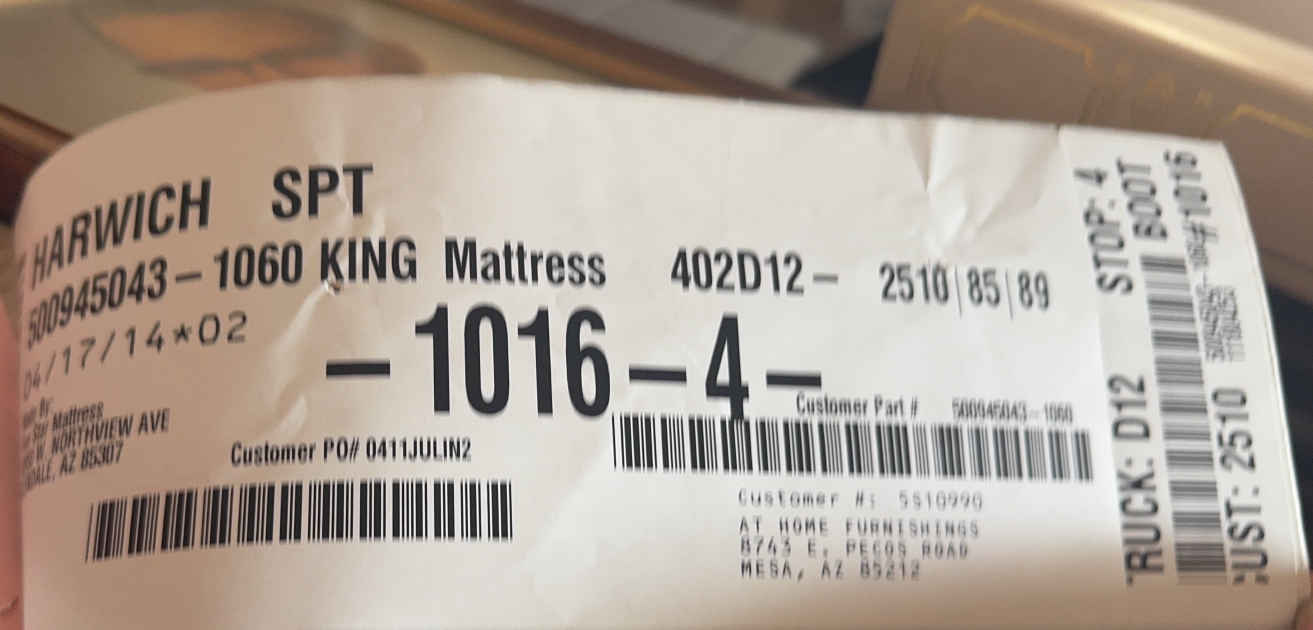 HARWICH SPT
500945043-1060 KING Mattress 402D12- 2510|85|89
04/17/14*02
-1016-4-
Mattress
NORTHVIEW AVE
AZ 85307
Customer PO# 0411JULIN2
Customer Part # 500945043-1060
Customer #: 5510990
AT HOME FURNISHINGS
8743 E. PECOS ROAD
MESA, AZ 85212
TRUCK: D12 STOP: 4
BOOT
CUST: 2510 #1016